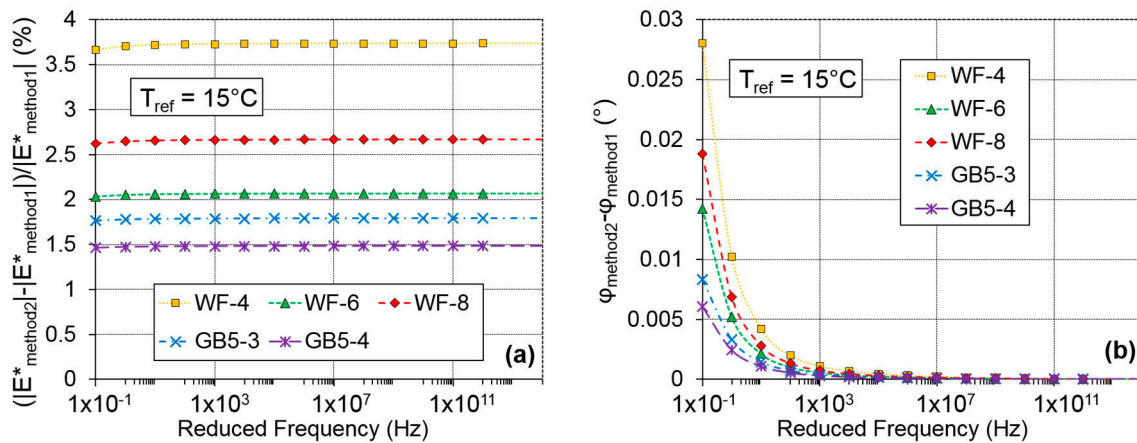 (|E*method2|-|E*method1|)/|E*method1| (%)
4
3.5
3
2.5
2
1.5
1
0.5
0
Tref = 15°C
WF-4 WF-6 WF-8
GB5-3 GB5-4
(a)
1x10-1 1x103 1x107 1x1011
Reduced Frequency (Hz)
φmethod2-φmethod1 (°)
0.03
0.025
0.02
0.015
0.01
0.005
0
Tref = 15°C
WF-4
WF-6
WF-8
GB5-3
GB5-4
(b)
1x10-1 1x103 1x107 1x1011
Reduced Frequency (Hz)